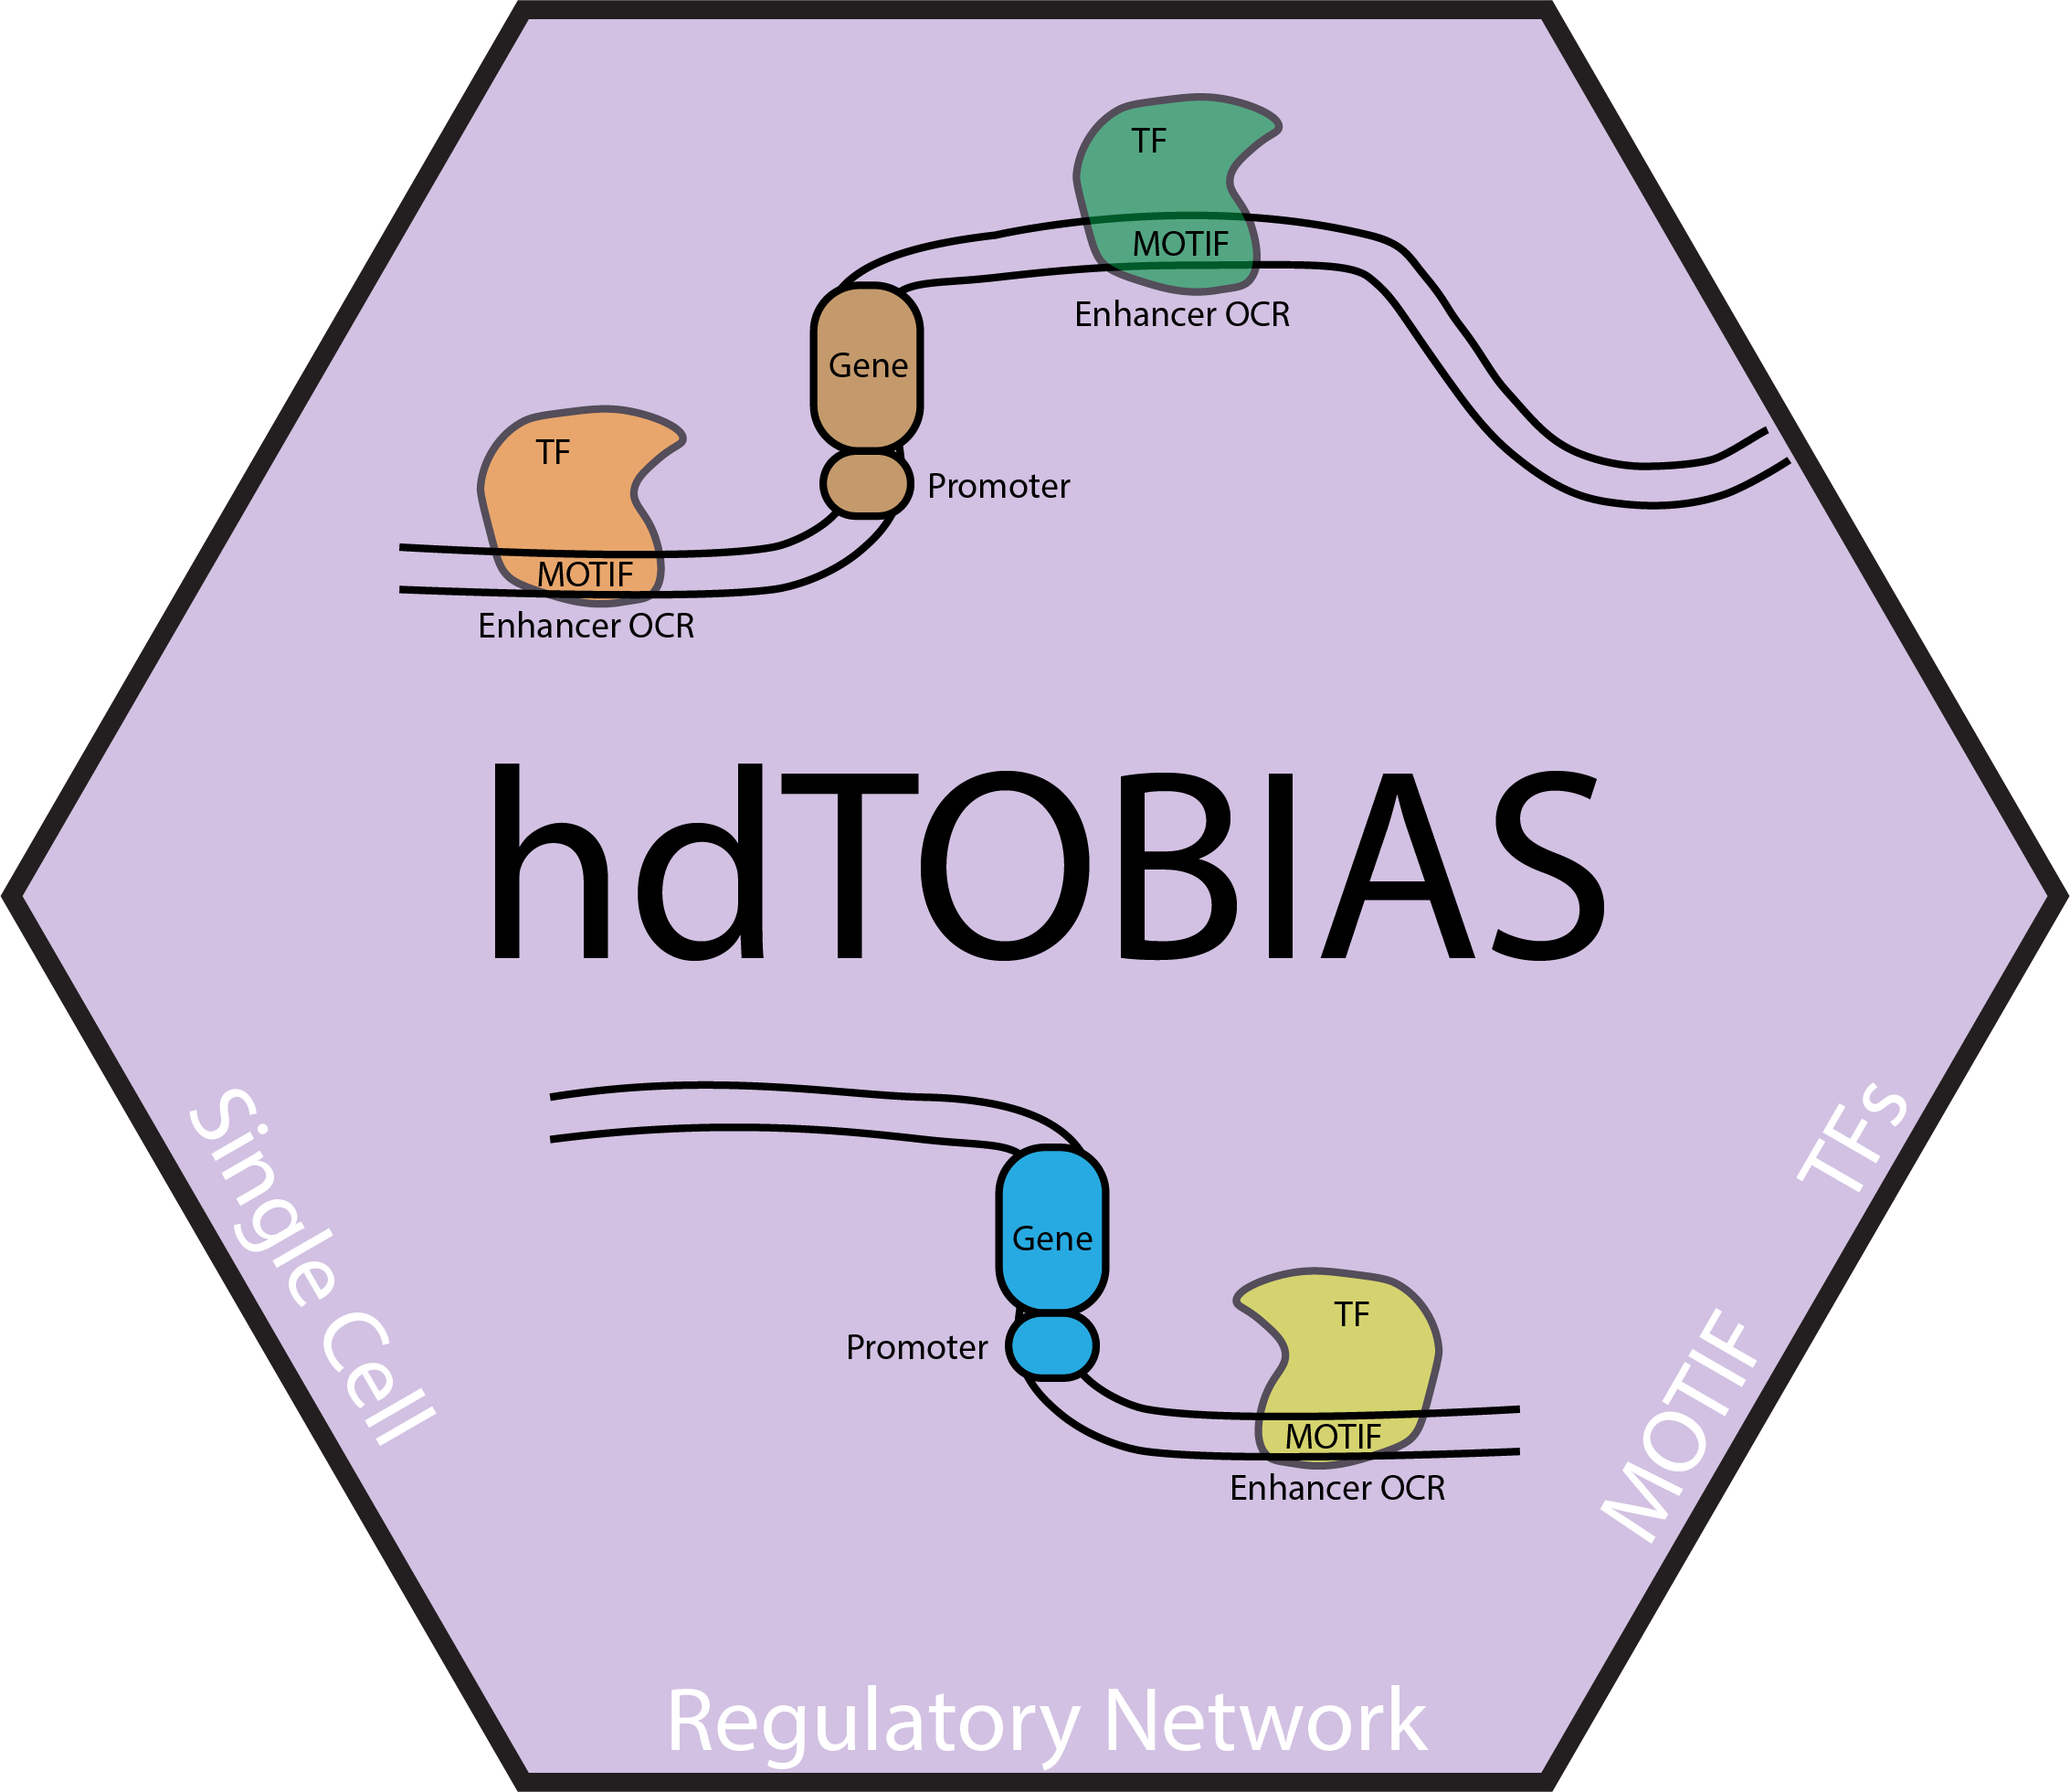 TF
MOTIF
Enhancer OCR
Gene
TF
Promoter
MOTIF
Enhancer OCR
hdTOBIAS
Single Cell
TFs
Gene
TF
Promoter
MOTIF
Enhancer OCR
MOTIF
Regulatory Network